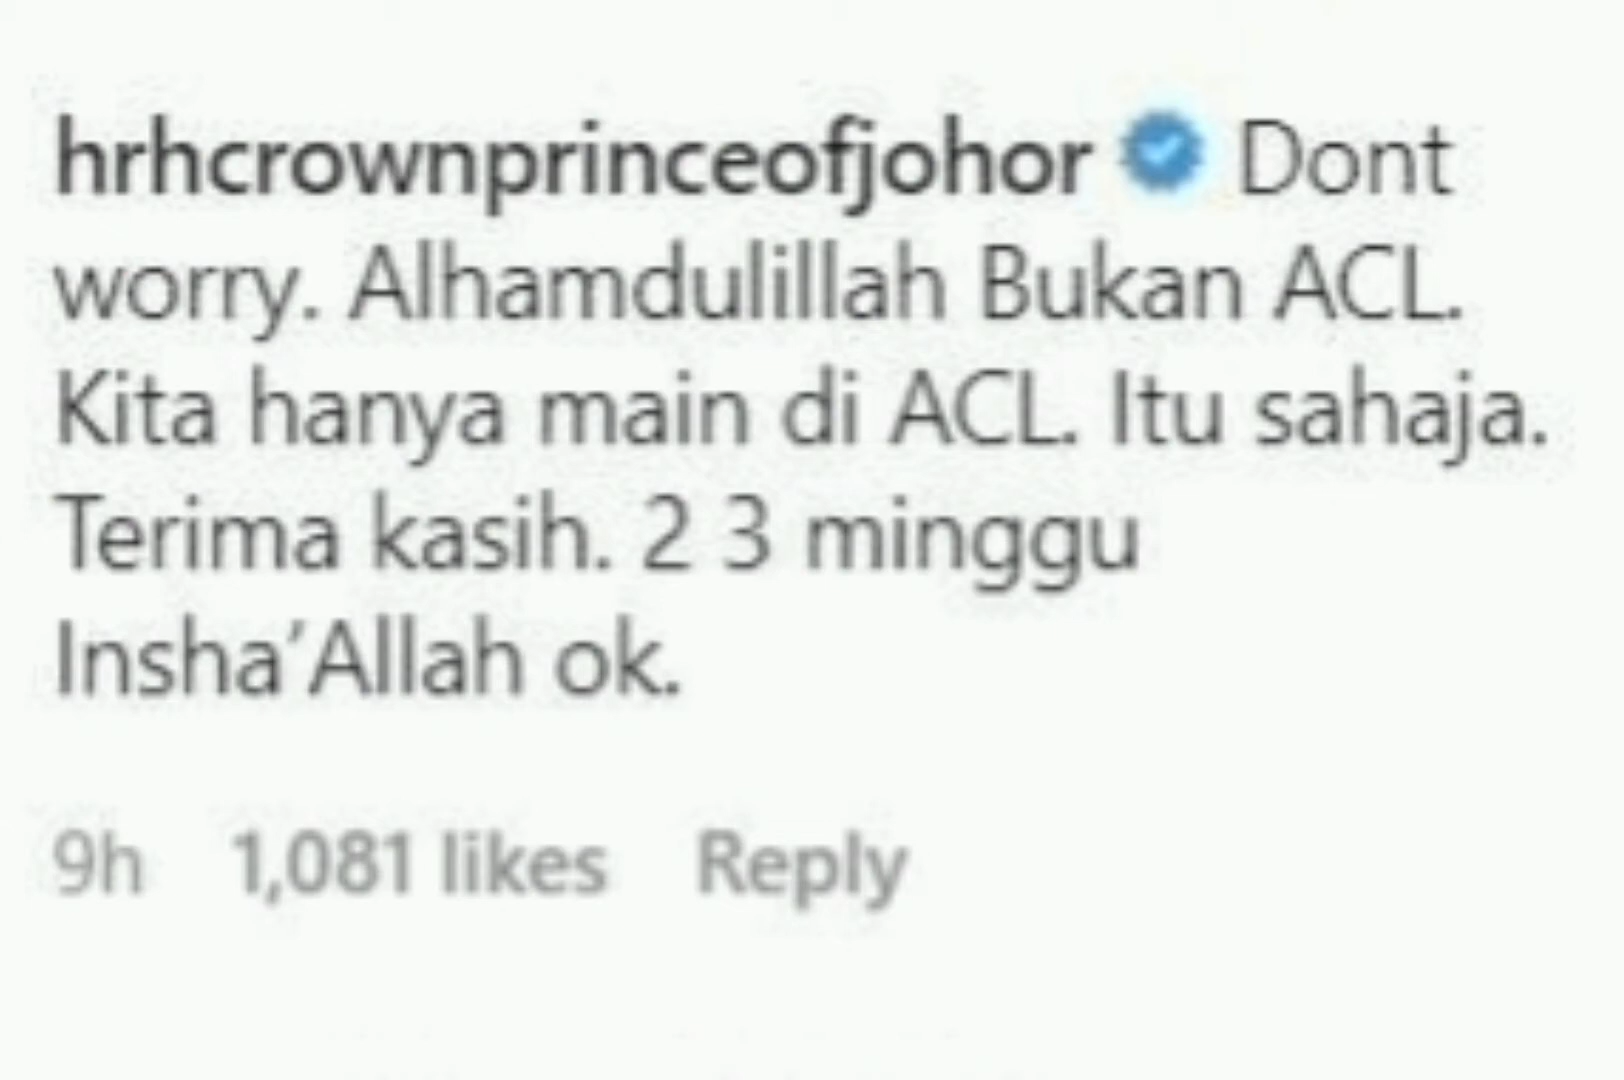 hrhcrownprinceofjohor Dont
worry. Alhamdulillah Bukan ACL.
Kita hanya main di ACL. Itu sahaja.
Terima kasih. 2 3 minggu
Insha’Allah ok.
9h 1,081 likes Reply